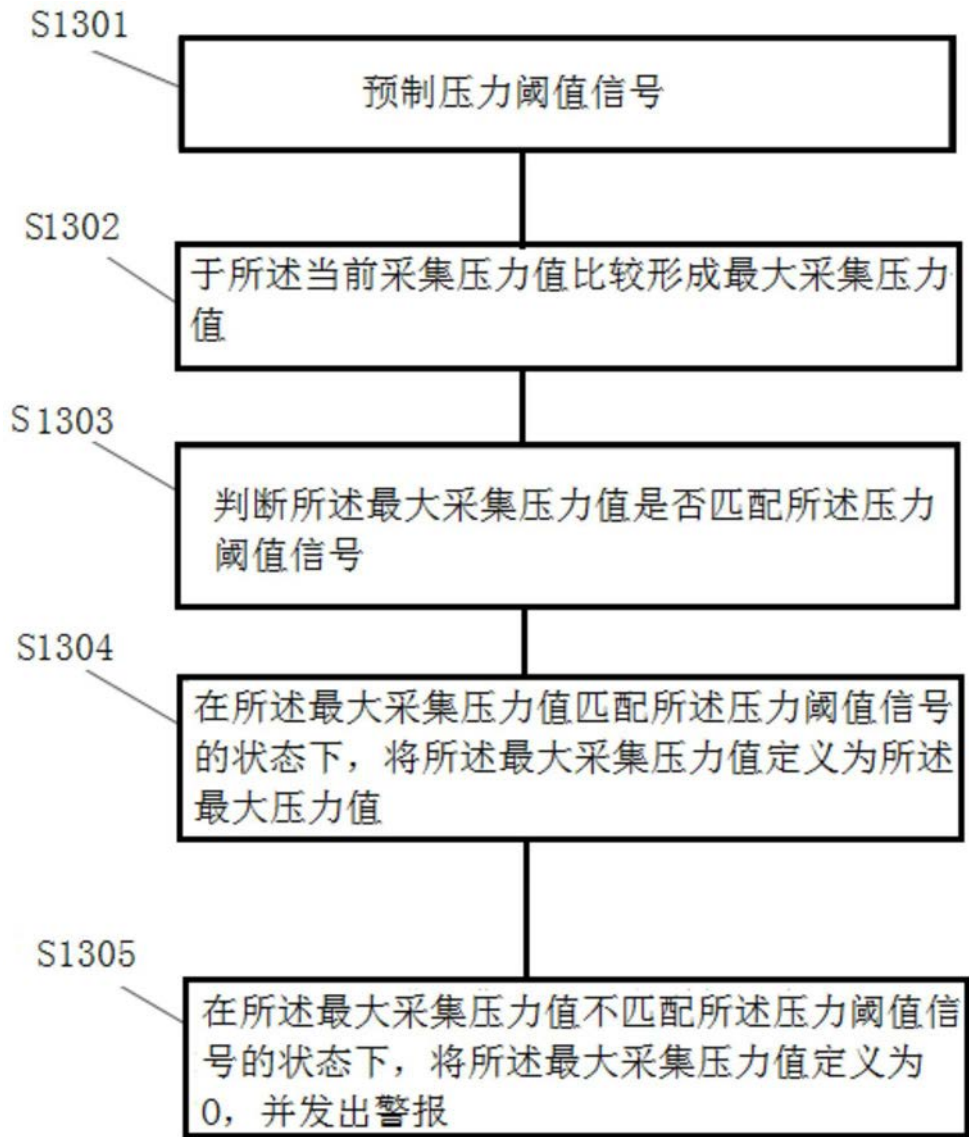 S1301
预制压力阈值信号
S1302
于所述当前采集压力值比较形成最大采集压力
值
S1303
判断所述最大采集压力值是否匹配所述压力
阈值信号
S1304
在所述最大采集压力值匹配所述压力阈值信号
的状态下，将所述最大采集压力值定义为所述
最大压力值
S1305
在所述最大采集压力值不匹配所述压力阈值信
号的状态下，将所述最大采集压力值定义为
0，并发出警报